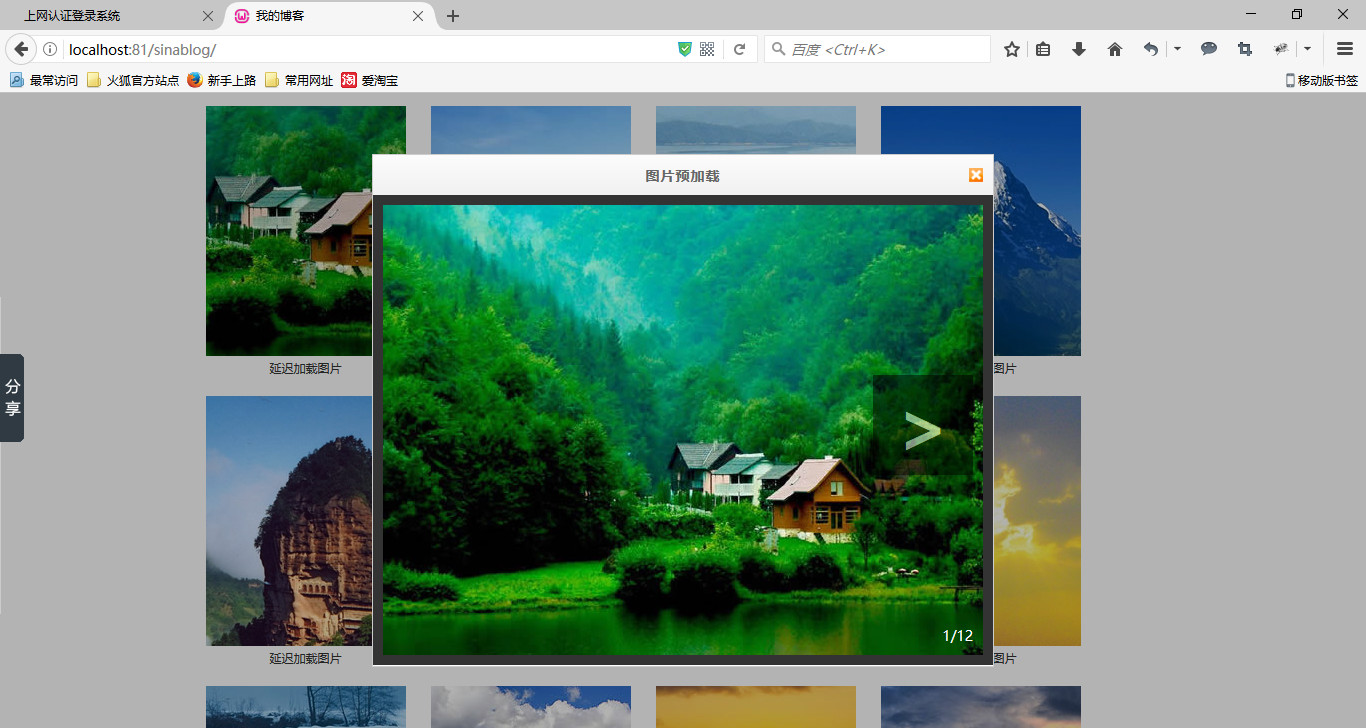 上网认证登录系统
我的博客
localhost:81/sinablog/
百度 <Ctrl+K>
最常访问
火狐官方站点
新手上路
常用网址
淘 爱淘宝
移动版书签
图片预加载
>
1/12
延迟加载图片
图片
分
享
延迟加载图片
图片